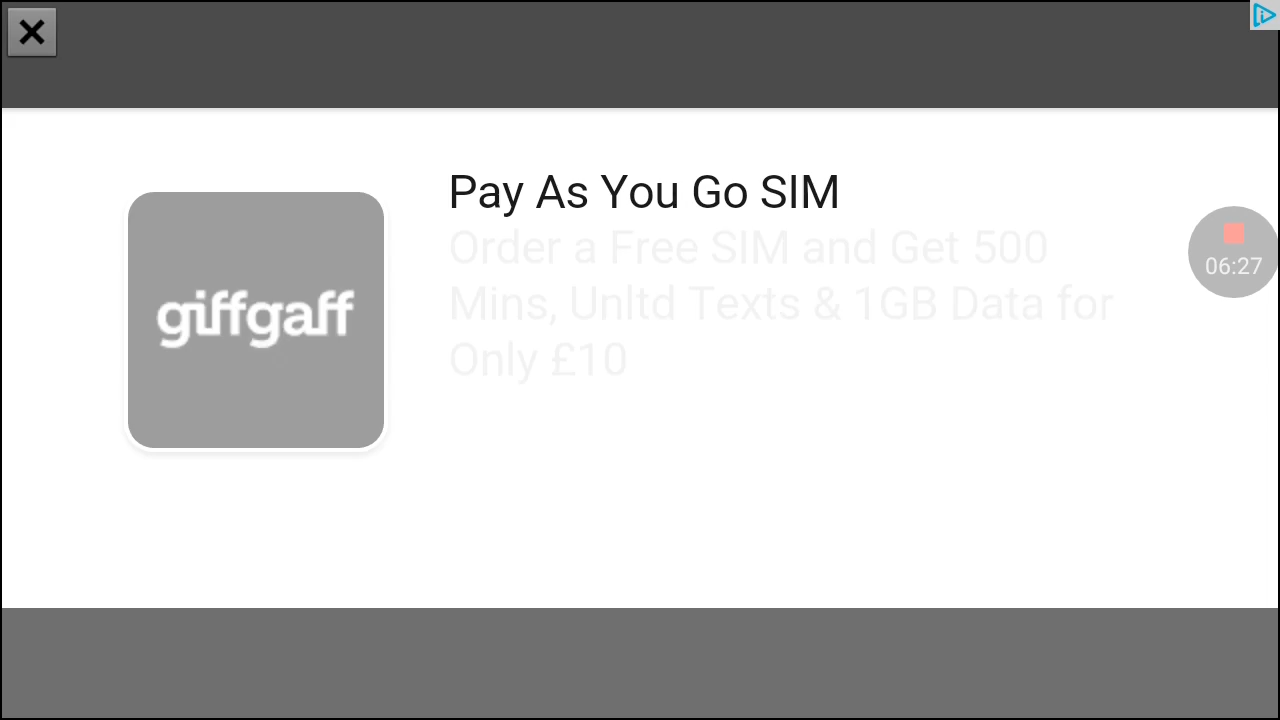 Pay As You Go SIM
Order a Free SIM and Get 500
Mins, Unltd Texts & 1GB Data for
Only £10
giffgaff
06:27